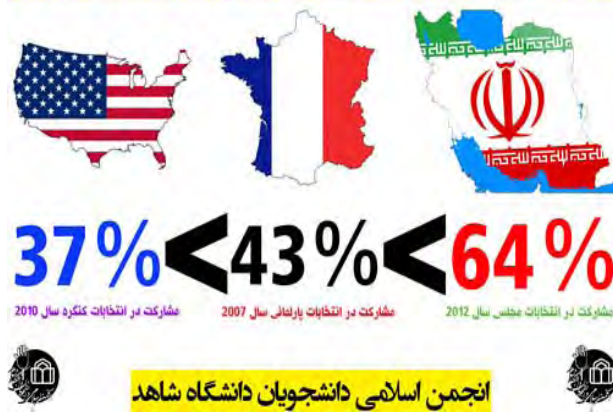 37%<43%<64%
مشارکت در انتخابات کنگره سال 2010
مشارکت در انتخابات پارلمانی سال 2007
مشارکت در انتخابات مجلس سال 2012
انجمن اسلامی دانشجویان دانشگاه شاهد